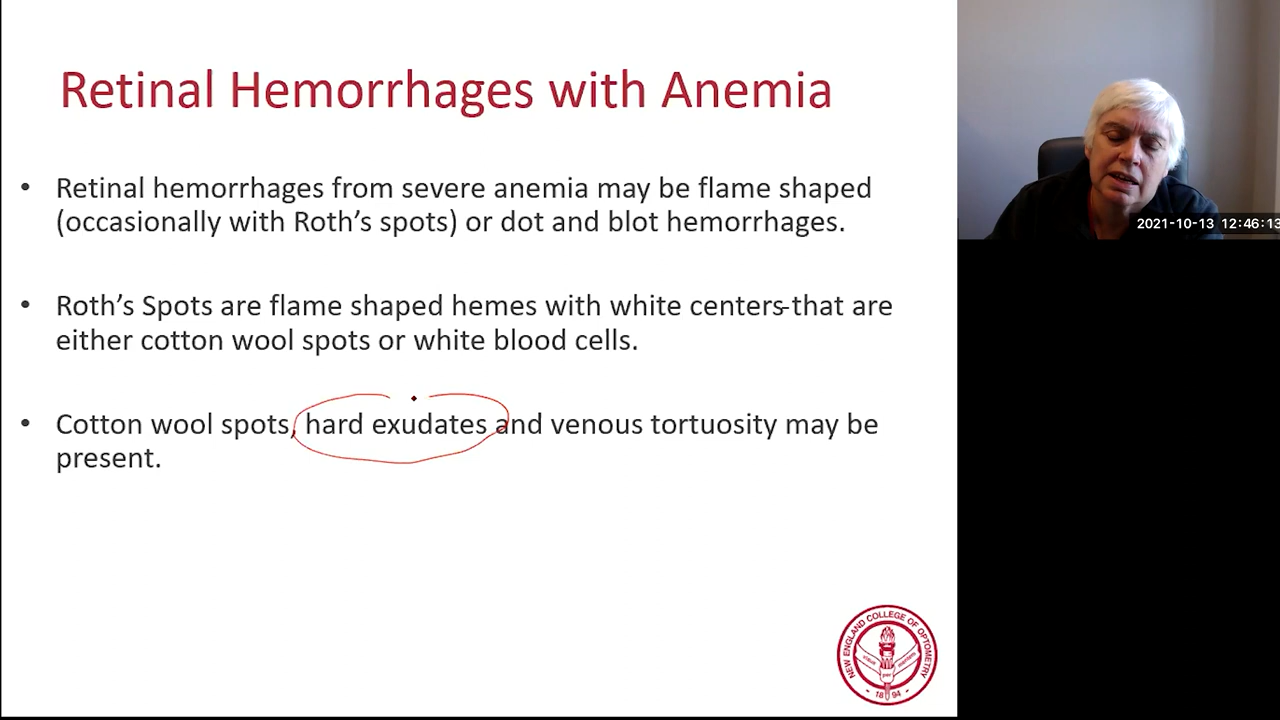 Retinal Hemorrhages with Anemia
• Retinal hemorrhages from severe anemia may be flame shaped
(occasionally with Roth's spots) or dot and blot hemorrhages.
• Roth's Spots are flame shaped hemes with white centers-that are
either cotton wool spots or white blood cells.
• Cotton wool spots, hard exudates and venous tortuosity may be
present.
2021-10-13 12:46:13
NEW ENGLAND COLLEGE OF OPTOMETRY
1894